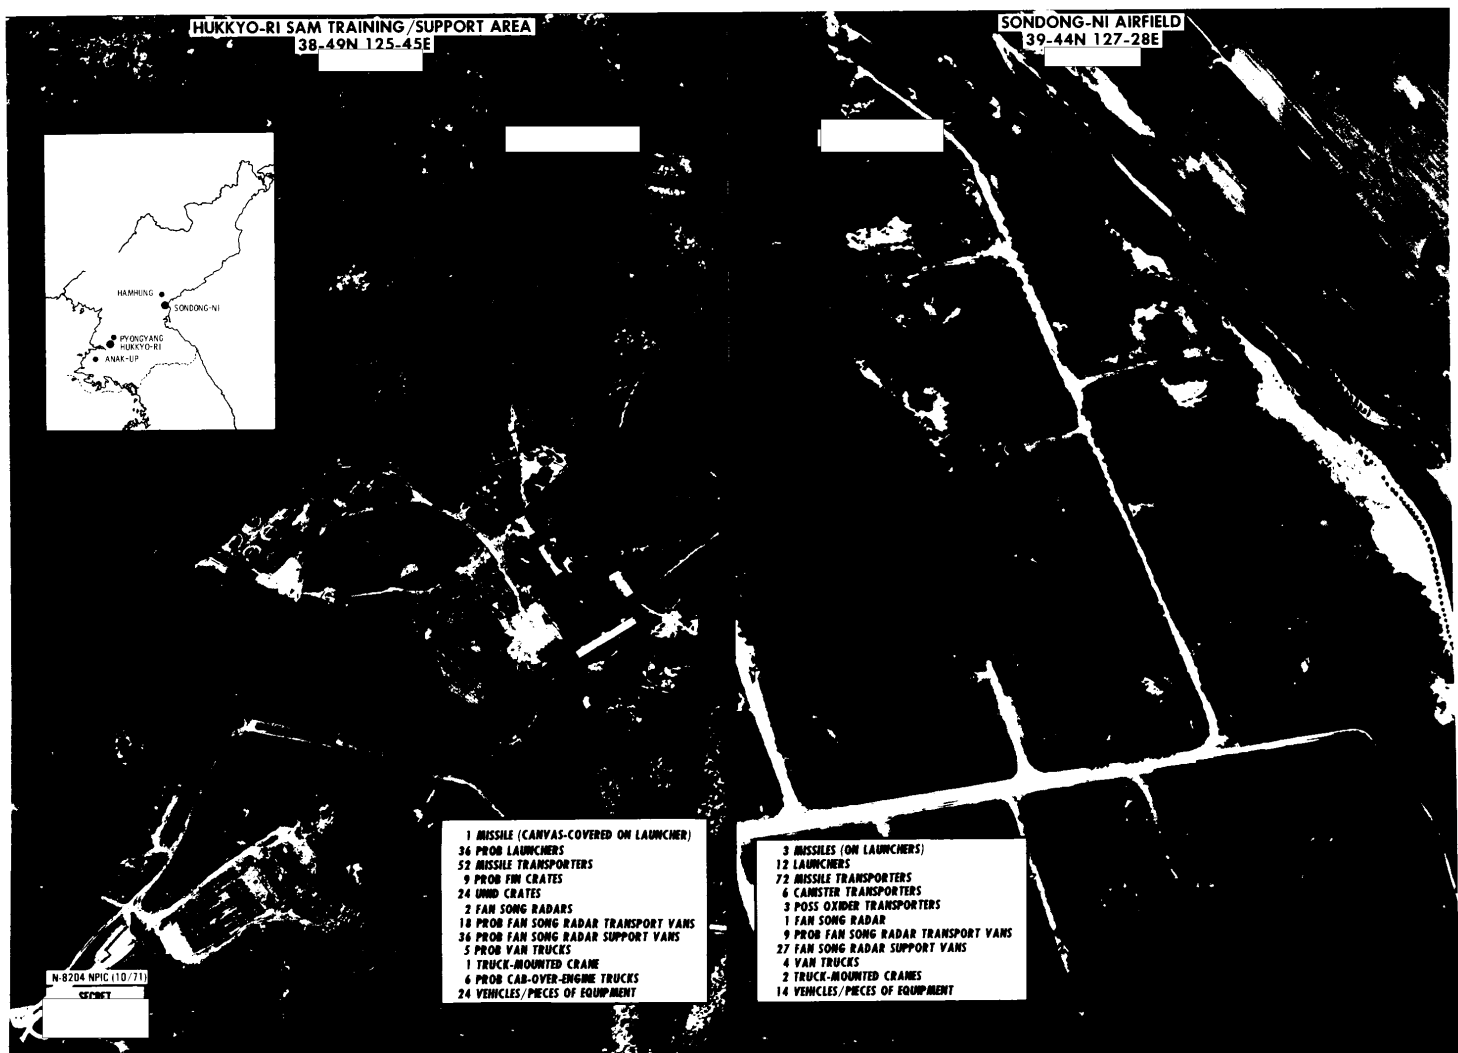 HUKKYO-RI SAM TRAINING/SUPPORT AREA
38-49N 125-45E
SONDONG-NI AIRFIELD
39-44N 127-28E
HAMHUNG
SONDONG-NI
PYONGYANG
HUKKYO-RI
ANAK-UP
1 MISSILE (CANVAS-COVERED ON LAUNCHER)
36 PROB LAUNCHERS
52 MISSILE TRANSPORTERS
9 PROB FIN CRATES
24 UNID CRATES
2 FAN SONG RADARS
18 PROB FAN SONG RADAR TRANSPORT VANS
36 PROB FAN SONG RADAR SUPPORT VANS
5 PROB VAN TRUCKS
1 TRUCK-MOUNTED CRANE
6 PROB CAB-OVER-ENGINE TRUCKS
24 VEHICLES/PIECES OF EQUIPMENT
3 MISSILES (ON LAUNCHERS)
12 LAUNCHERS
72 MISSILE TRANSPORTERS
6 CANISTER TRANSPORTERS
3 POSS OXIDER TRANSPORTERS
1 FAN SONG RADAR
9 PROB FAN SONG RADAR TRANSPORT VANS
27 FAN SONG RADAR SUPPORT VANS
4 VAN TRUCKS
2 TRUCK-MOUNTED CRANES
14 VEHICLES/PIECES OF EQUIPMENT
N-8204 NPIC (10/71)
SECRET